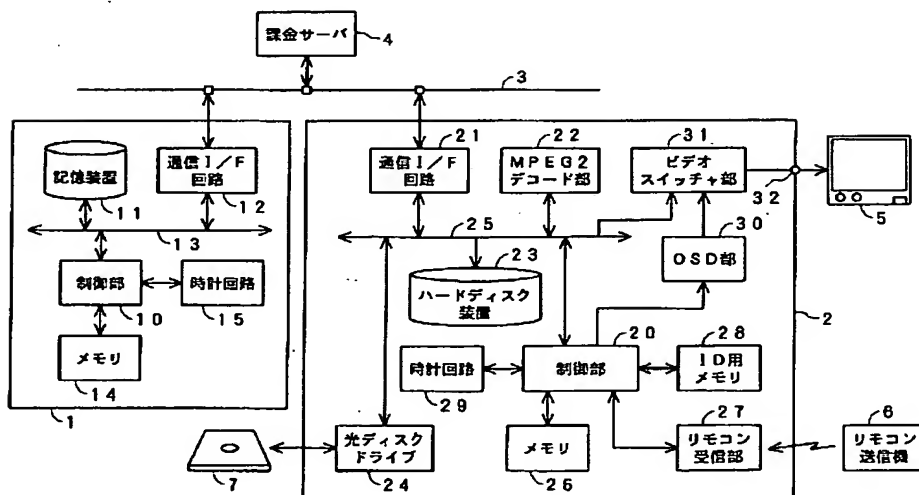 課金サーバ
4
3
21
22
31
通信I/F
回路
MPEG2
デコード部
ビデオ
スイッチャ部
32
5
記憶装置
11
通信I/F
回路
12
13
25
23
30
OSD部
制御部
10
時計回路
15
ハードディスク
装置
20
28
2
メモリ
14
時計回路
29
制御部
ID用
メモリ
1
27
6
7
光ディスク
ドライブ
24
メモリ
26
リモコン
受信部
リモコン
送信機